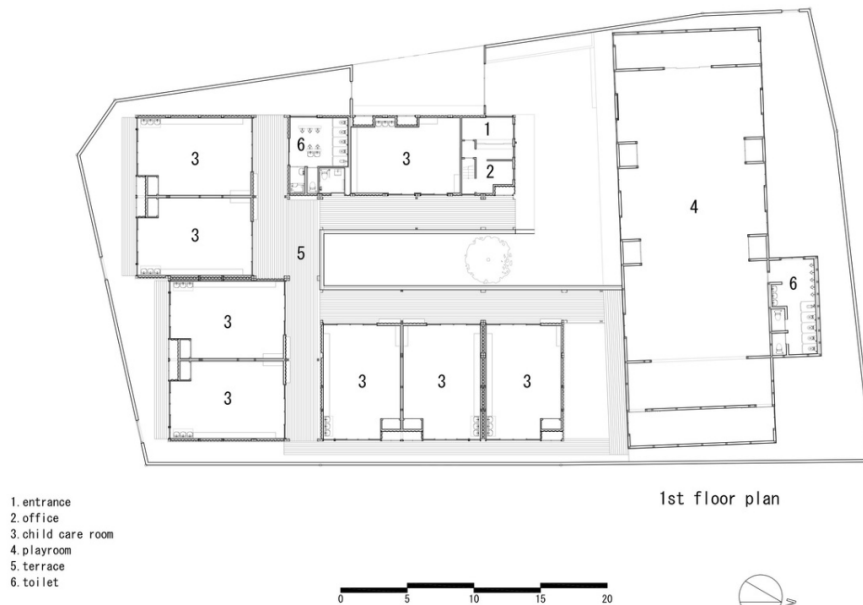 1
6
3
3
2
3
4
5
6
3
3
3
3
3
1st floor plan
1. entrance
2. office
3. child care room
4. playroom
5. terrace
6. toilet
0 5 10 15 20
N